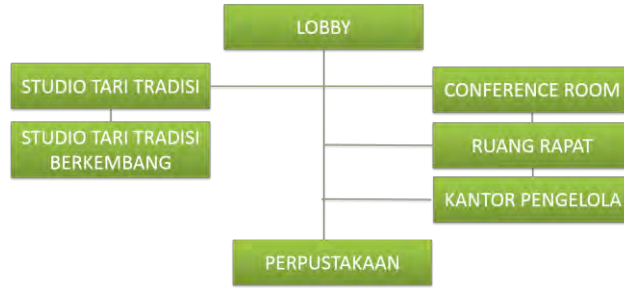 LOBBY
STUDIO TARI TRADISI
STUDIO TARI TRADISI
BERKEMBANG
CONFERENCE ROOM
RUANG RAPAT
KANTOR PENGELOLA
PERPUSTAKAAN